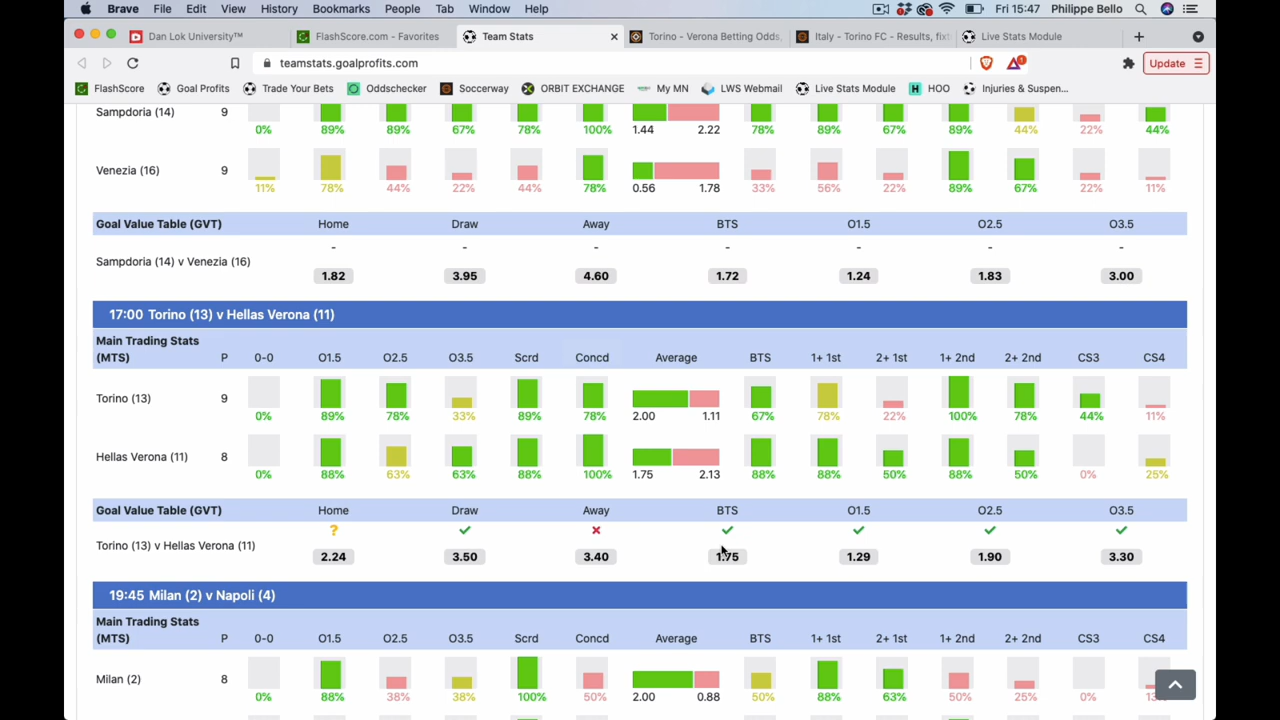 Brave File Edit View History Bookmarks People Tab Window Help Fri 15:47 Philippe Bello
Dan Lok University™ FlashScore.com - Favorites Team Stats Torino - Verona Betting Odds, Italy - Torino FC - Results, fixt Live Stats Module
teamstats.goalprofits.com Update
FlashScore Goal Profits Trade Your Bets Oddschecker Soccerway ORBIT EXCHANGE My MN LWS Webmail Live Stats Module HOO Injuries & Suspen...
Sampdoria (14) 9
0% 89% 89% 67% 78% 100% 1.44 2.22 78% 89% 67% 89% 44% 22% 44%
Venezia (16) 9
11% 78% 44% 22% 44% 78% 0.56 1.78 33% 56% 22% 89% 67% 22% 11%
Goal Value Table (GVT) Home Draw Away BTS O1.5 O2.5 O3.5
- - - - - - -
Sampdoria (14) v Venezia (16)
1.82 3.95 4.60 1.72 1.24 1.83 3.00
17:00 Torino (13) v Hellas Verona (11)
Main Trading Stats
(MTS) P 0-0 O1.5 O2.5 O3.5 Scrd Concd Average BTS 1+ 1st 2+ 1st 1+ 2nd 2+ 2nd CS3 CS4
Torino (13) 9
0% 89% 78% 33% 89% 78% 2.00 1.11 67% 78% 22% 100% 78% 44% 11%
Hellas Verona (11) 8
0% 88% 63% 63% 88% 100% 1.75 2.13 88% 88% 50% 88% 50% 0% 25%
Goal Value Table (GVT) Home Draw Away BTS O1.5 O2.5 O3.5
?
Torino (13) v Hellas Verona (11)
2.24 3.50 3.40 1.75 1.29 1.90 3.30
19:45 Milan (2) v Napoli (4)
Main Trading Stats
(MTS) P 0-0 O1.5 O2.5 O3.5 Scrd Concd Average BTS 1+ 1st 2+ 1st 1+ 2nd 2+ 2nd CS3 CS4
Milan (2) 8
0% 88% 38% 38% 100% 50% 2.00 0.88 50% 88% 63% 50% 25% 0%